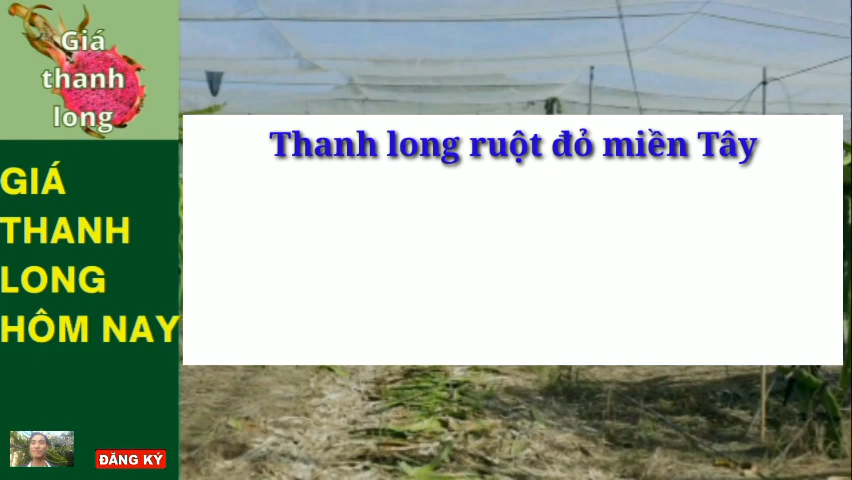 Giá
thanh
long
GIÁ
THANH
LONG
HÔM NAY
Thanh long ruột đỏ miền Tây
ĐĂNG KÝ